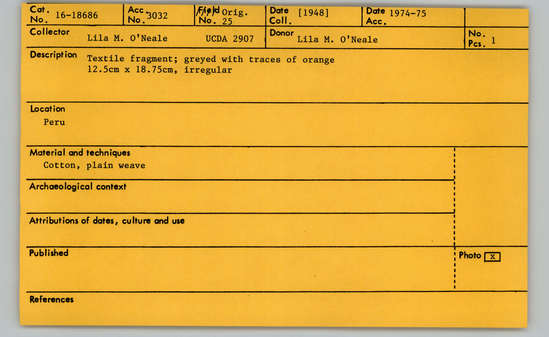 Cat. No. 16-18686 Acc. No. 3032 Field Orig. No. 25 Date Coll. [1948] Date Acc. 1974-75
Collector Lila M. O'Neale UCDA 2907 Donor Lila M. O'Neale No. Pcs. 1
Description Textile fragment; greyed with traces of orange
12.5cm x 18.75cm, irregular
Location
Peru
Material and techniques
Cotton, plain weave
Archaeological context
Attributions of dates, culture and use
Published
Photo x
References